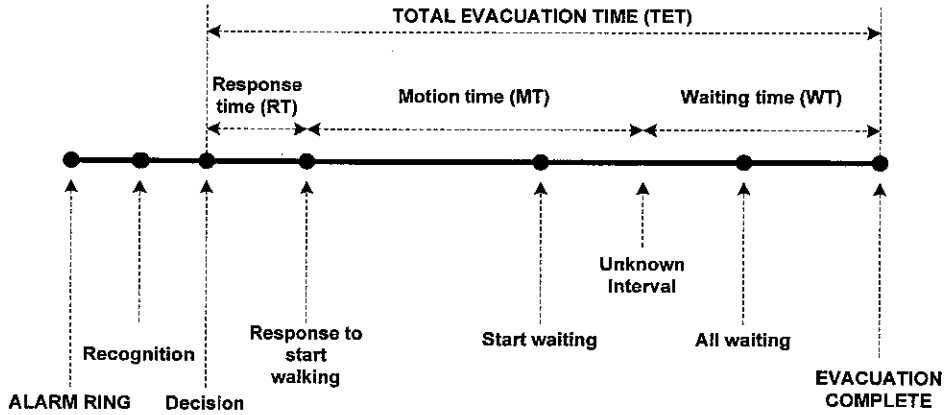 TOTAL EVACUATION TIME (TET)
Response
time (RT)
Motion time (MT)
Waiting time (WT)
Unknown
Interval
Recognition
Response to
start
walking
Start waiting
All waiting
ALARM RING
Decision
EVACUATION
COMPLETE